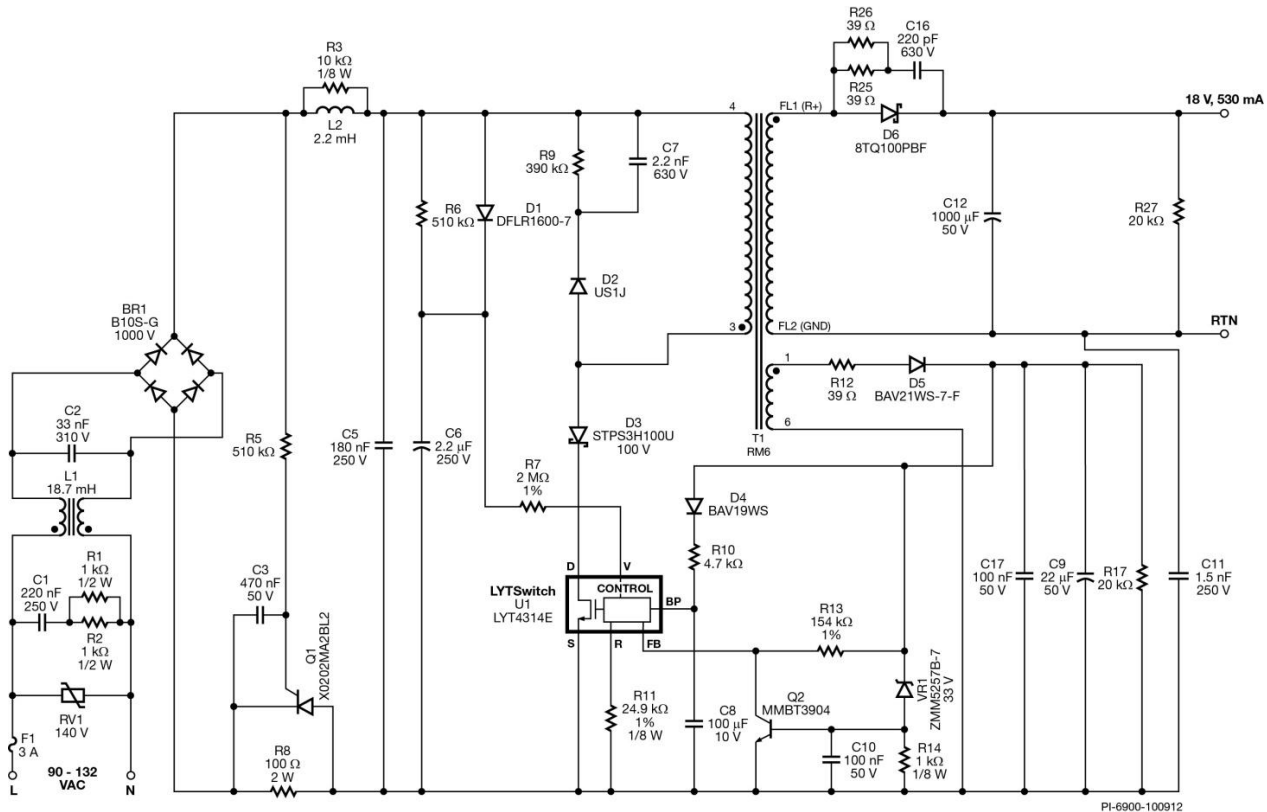 R3
10 kΩ
1/8 W
L2
2.2 mH
R26
39 Ω
C16
220 pF
630 V
R25
39 Ω
FL1 (R+)
D6
8TQ100PBF
18 V, 530 mA
4
R9
390 kΩ
C7
2.2 nF
630 V
R6
510 kΩ
D1
DFLR1600-7
C12
1000 µF
50 V
R27
20 kΩ
D2
US1J
BR1
B10S-G
1000 V
3
FL2 (GND)
RTN
1
R12
39 Ω
D5
BAV21WS-7-F
C2
33 nF
310 V
R5
510 kΩ
C5
180 nF
250 V
C6
2.2 µF
250 V
D3
STPS3H100U
100 V
6
T1
RM6
L1
18.7 mH
R7
2 MΩ
1%
D4
BAV19WS
R10
4.7 kΩ
C17
100 nF
50 V
C9
22 µF
50 V
R17
20 kΩ
C11
1.5 nF
250 V
R1
1 kΩ
1/2 W
C1
220 nF
250 V
R2
1 kΩ
1/2 W
C3
470 nF
50 V
D
V
LYTSwitch
U1
LYT4314E
CONTROL
BP
S
R
FB
R13
154 kΩ
1%
Q1
X0202MA2BL2
VR1
ZMM5257B-7
33 V
Q2
MMBT3904
RV1
140 V
R11
24.9 kΩ
1%
1/8 W
C8
100 µF
10 V
C10
100 nF
50 V
R14
1 kΩ
1/8 W
F1
3 A
R8
100 Ω
2 W
90 - 132
VAC
L
N
PI-6900-100912